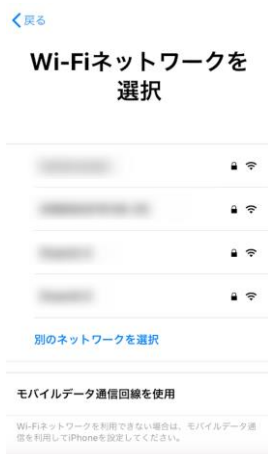 戻る
Wi-Fiネットワークを
選択
別のネットワークを選択
モバイルデータ通信回線を使用
Wi-Fiネットワークを利用できない場合は、モバイルデータ通
信を利用してiPhoneを設定してください。